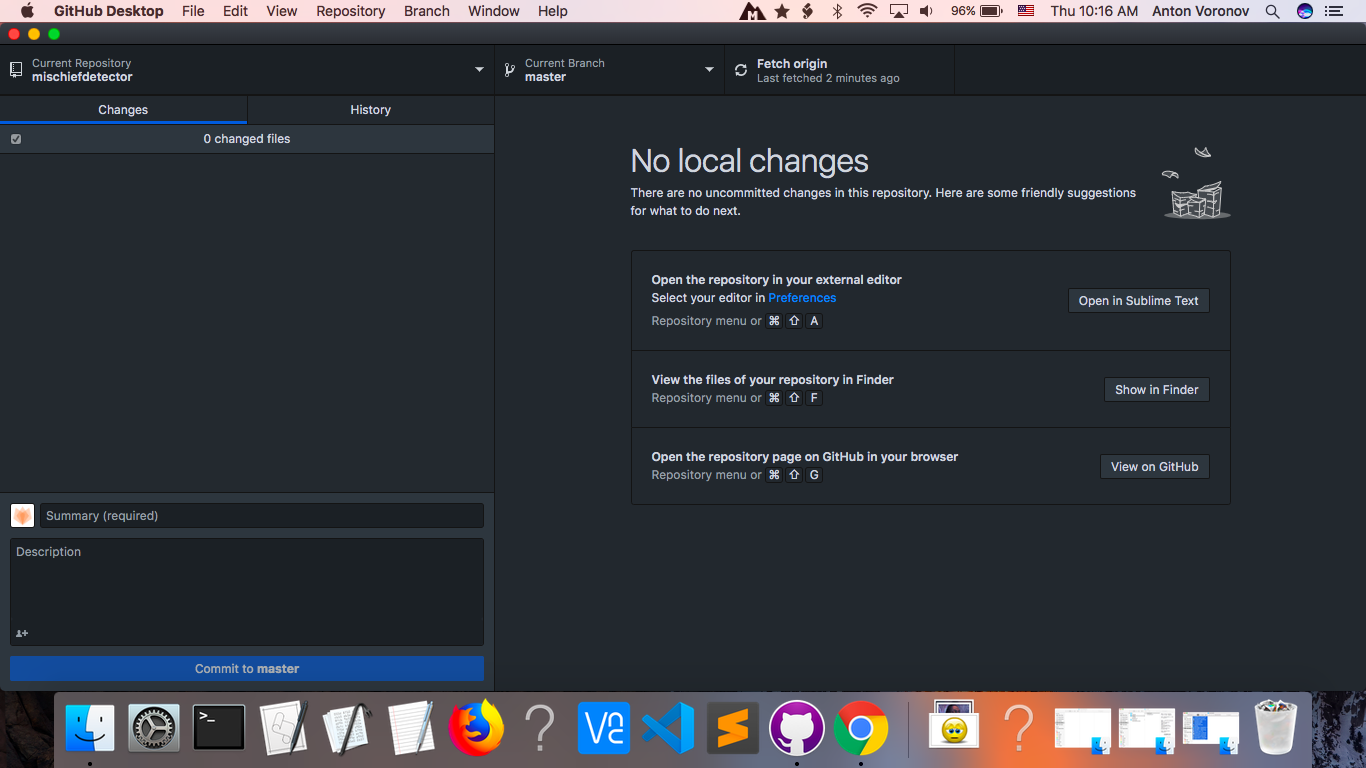 GitHub Desktop File Edit View Repository Branch Window Help 96% Thu 10:16 AM Anton Voronov
Current Repository
mischiefdetector
Current Branch
master
Fetch origin
Last fetched 2 minutes ago
Changes History
0 changed files
No local changes
There are no uncommitted changes in this repository. Here are some friendly suggestions
for what to do next.
Open the repository in your external editor
Select your editor in Preferences
Repository menu or ⌘ ⇧ A
Open in Sublime Text
View the files of your repository in Finder
Repository menu or ⌘ ⇧ F
Show in Finder
Open the repository page on GitHub in your browser
Repository menu or ⌘ ⇧ G
View on GitHub
Summary (required)
Description
Commit to master
>_
V2
? ?